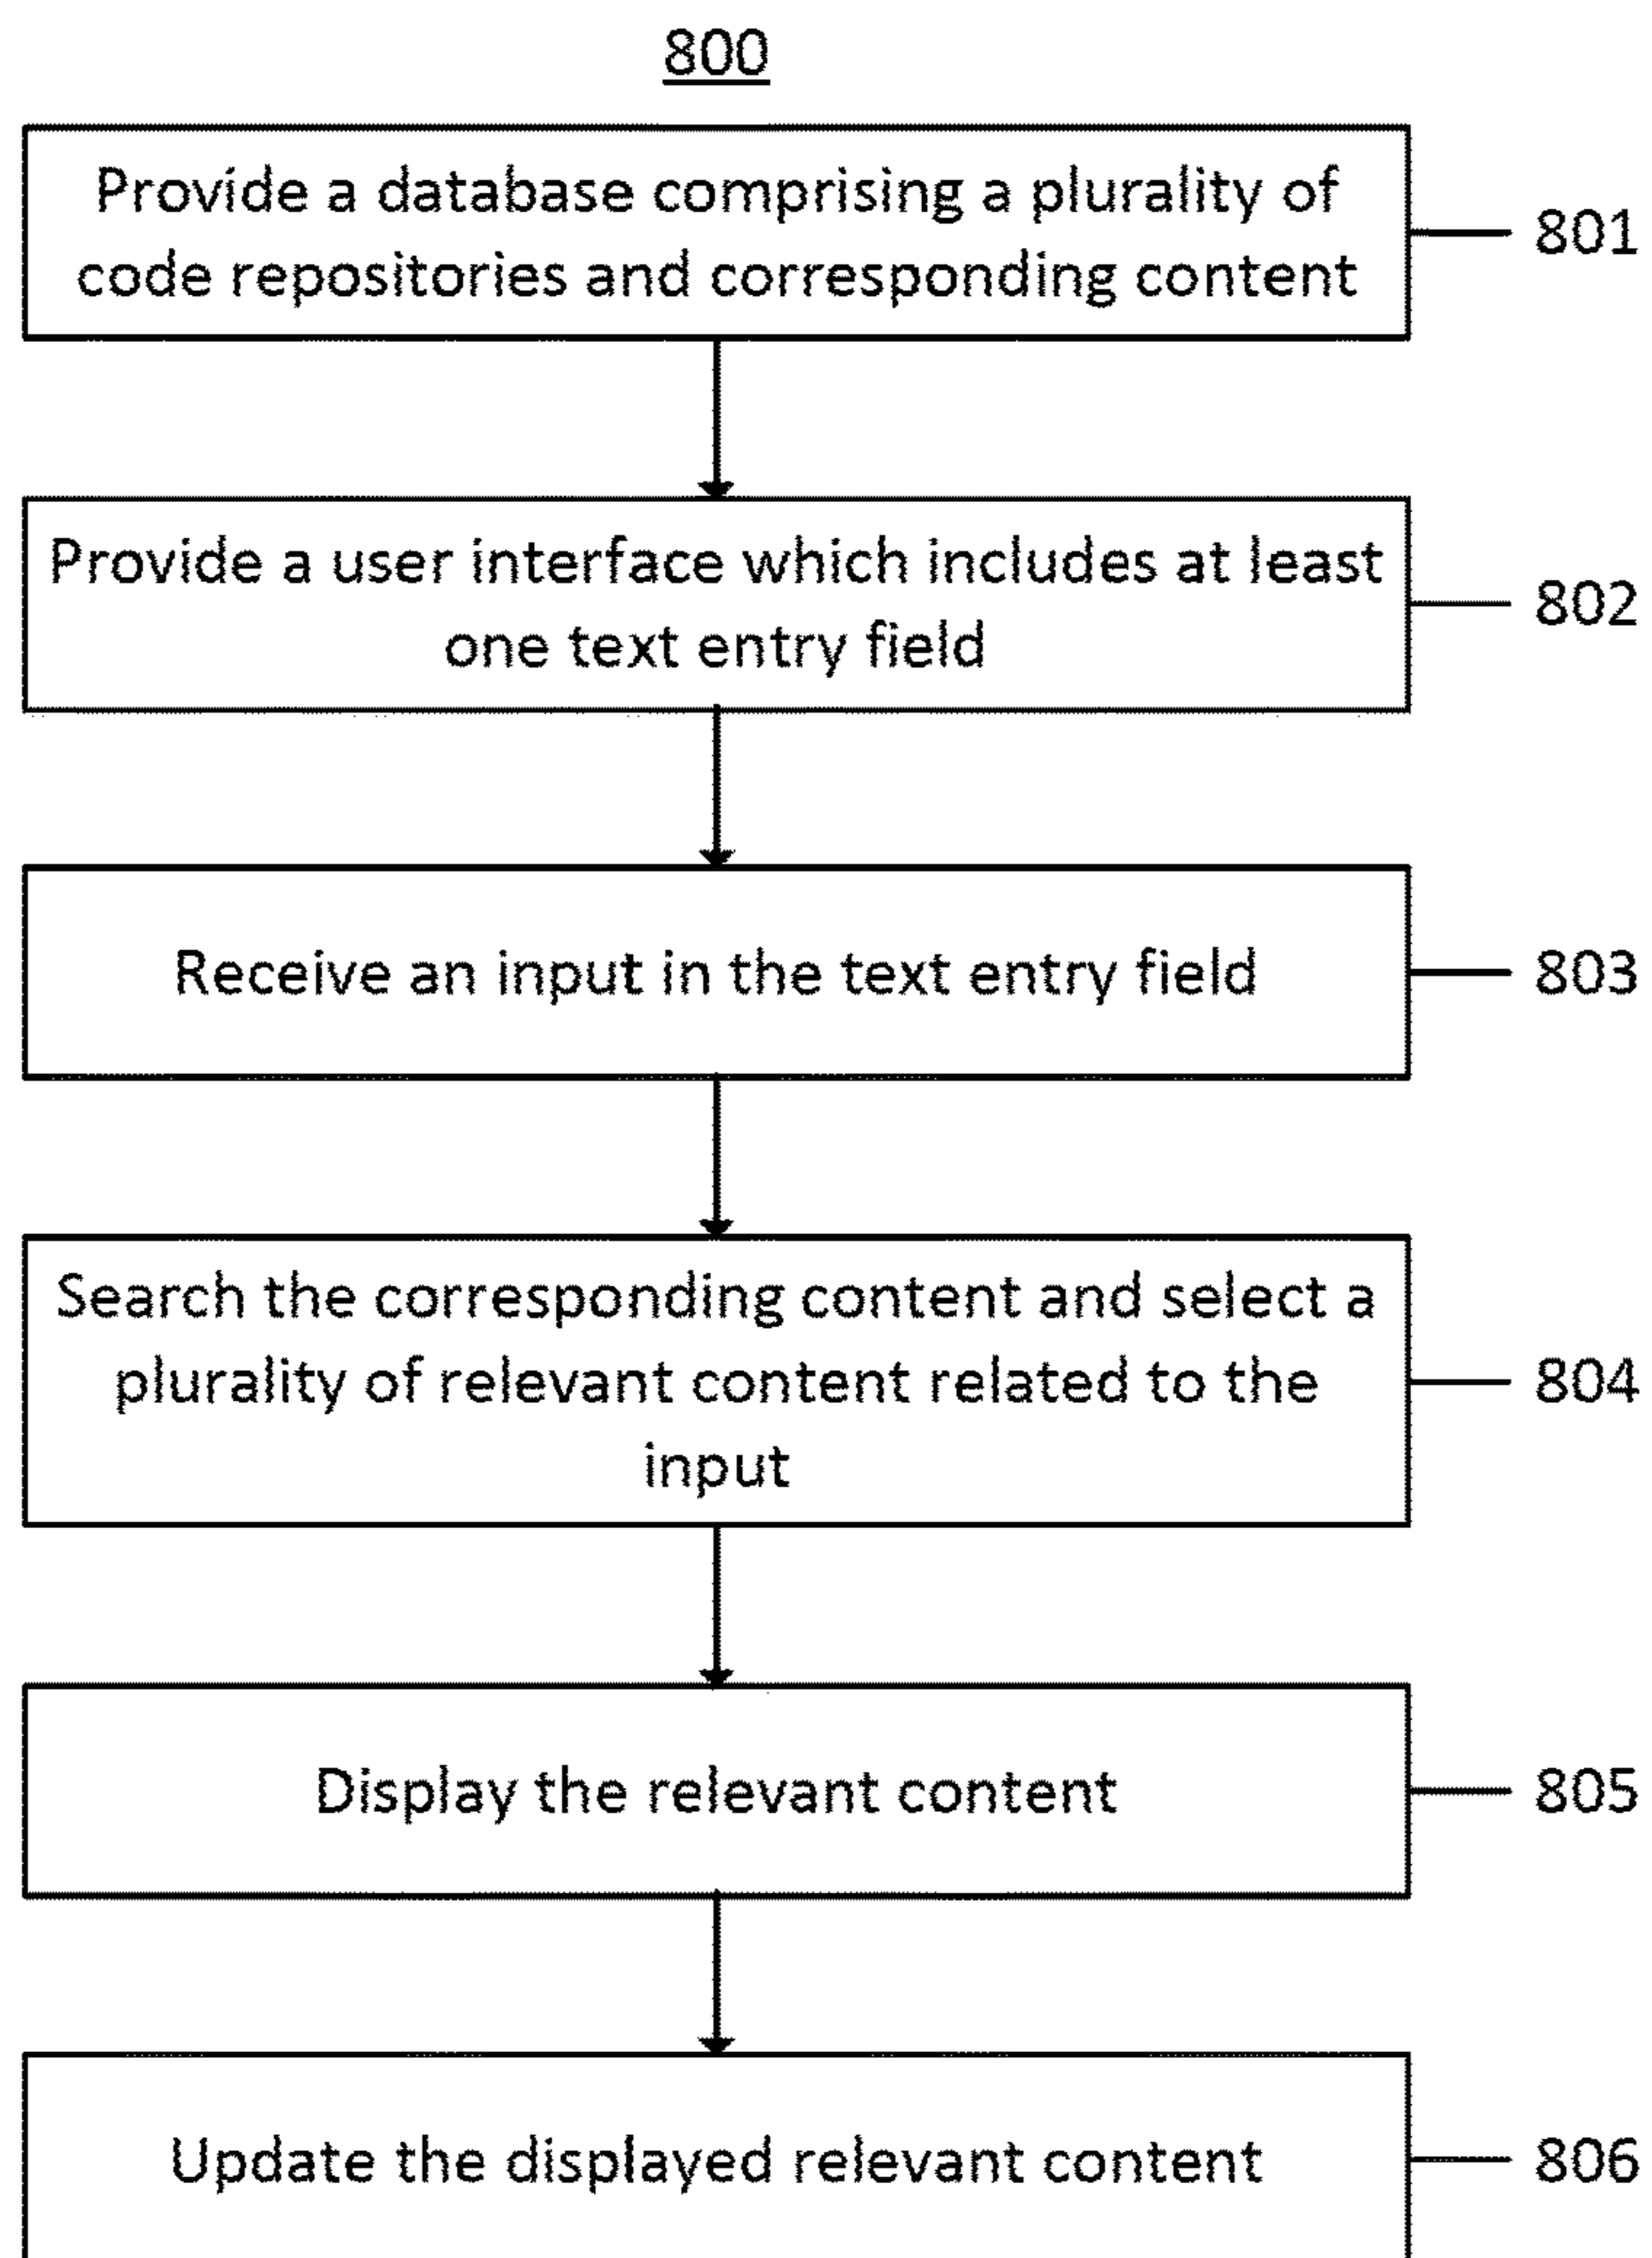 800
Provide a database comprising a plurality of
code repositories and corresponding content
801
Provide a user interface which includes at least
one text entry field
802
Receive an input in the text entry field
803
Search the corresponding content and select a
plurality of relevant content related to the
input
804
Display the relevant content
805
Update the displayed relevant content
806